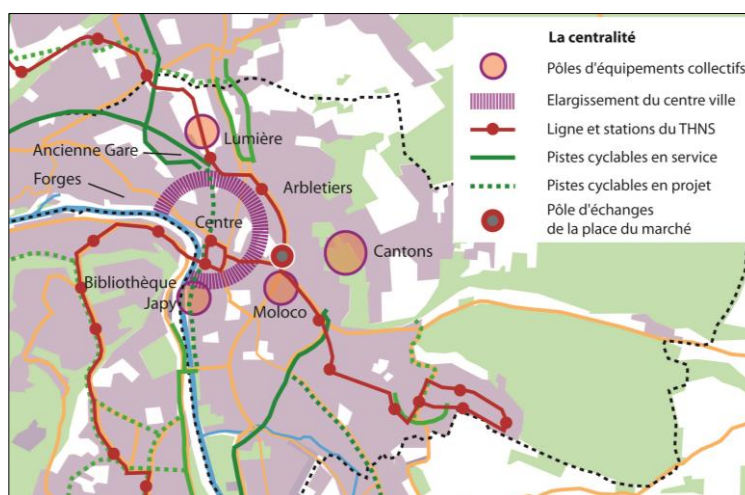 La centralité
Pôles d'équipements collectifs
Elargissement du centre ville
Ligne et stations du THNS
Pistes cyclables en service
Pistes cyclables en projet
Pôle d'échanges
de la place du marché
Lumière
Ancienne Gare
Forges
Arbletiers
Centre
Cantons
Bibliothèque
Japy
Moloco